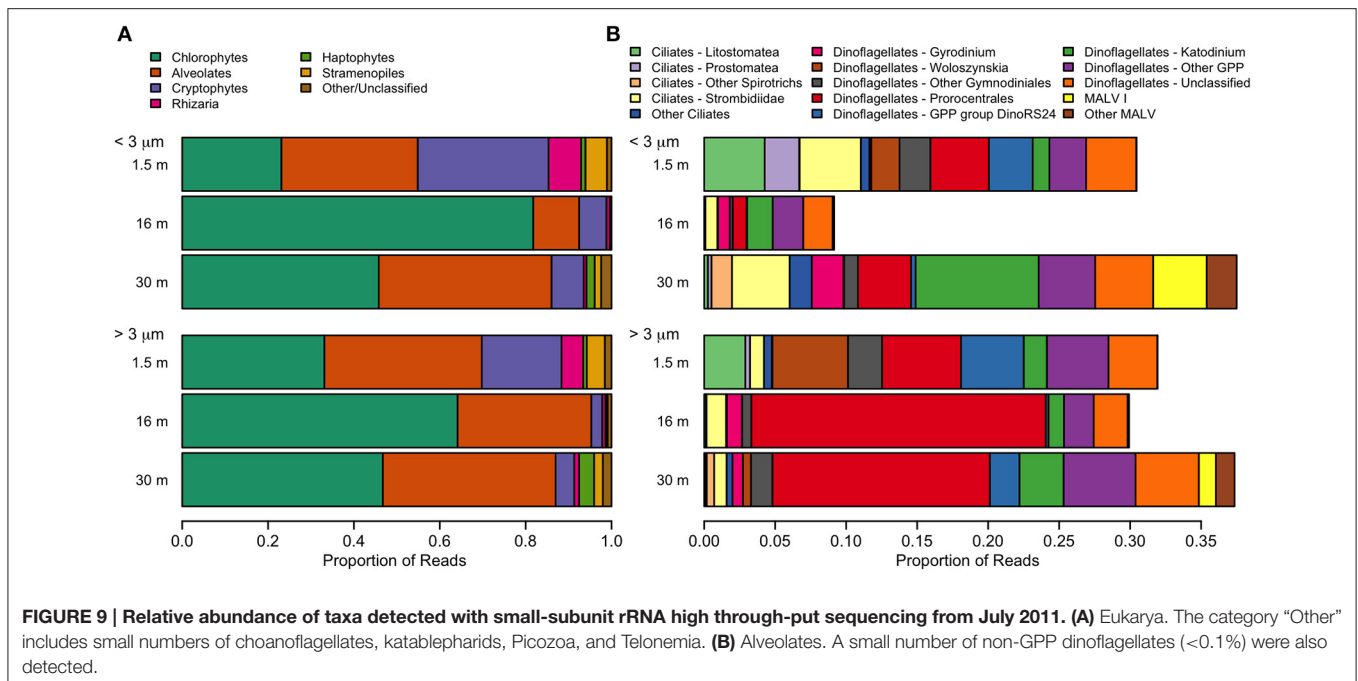 A
Chlorophytes
Alveolates
Cryptophytes
Rhizaria
Haptophytes
Stramenopiles
Other/Unclassified
B
Ciliates - Litostomatea
Ciliates - Prostomatea
Ciliates - Other Spirotrichs
Ciliates - Strombidiidae
Other Ciliates
Dinoflagellates - Gyrodinium
Dinoflagellates - Woloszynskia
Dinoflagellates - Other Gymnodiniales
Dinoflagellates - Prorocentrales
Dinoflagellates - GPP group DinoRS24
Dinoflagellates - Katodinium
Dinoflagellates - Other GPP
Dinoflagellates - Unclassified
MALV I
Other MALV
< 3 µm
1.5 m
16 m
30 m
> 3 µm
1.5 m
16 m
30 m
0.0 0.2 0.4 0.6 0.8 1.0
Proportion of Reads
< 3 µm
1.5 m
16 m
30 m
> 3 µm
1.5 m
16 m
30 m
0.00 0.05 0.10 0.15 0.20 0.25 0.30 0.35
Proportion of Reads
FIGURE 9 | Relative abundance of taxa detected with small-subunit rRNA high through-put sequencing from July 2011. (A) Eukarya. The category “Other”
includes small numbers of choanoflagellates, katablepharids, Picozoa, and Telonemia. (B) Alveolates. A small number of non-GPP dinoflagellates (<0.1%) were also
detected.